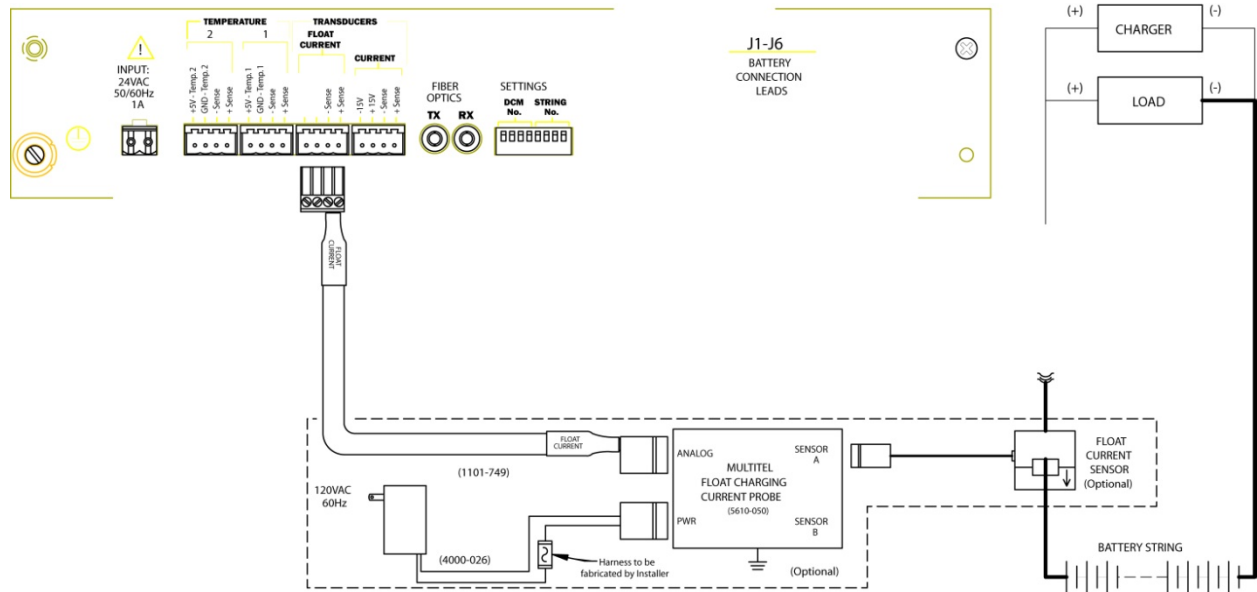 TEMPERATURE
2
1
TRANSDUCERS
FLOAT
CURRENT
CURRENT
!
INPUT:
24VAC
50/60Hz
1A
+5V - Temp. 2
GND - Temp. 2
- Sense
+ Sense
+5V - Temp. 1
GND - Temp. 1
- Sense
+ Sense
- Sense
+ Sense
-15V
+ 15V
- Sense
+ Sense
FIBER
OPTICS
TX
RX
SETTINGS
DCM
No.
STRING
No.
J1-J6
BATTERY
CONNECTION
LEADS
(+)
CHARGER
(-)
(+)
LOAD
(-)
FLOAT
CURRENT
FLOAT
CURRENT
(1101-749)
120VAC
60Hz
(4000-026)
Harness to be
fabricated by Installer
ANALOG
PWR
MULTITEL
FLOAT CHARGING
CURRENT PROBE
(5610-050)
SENSOR
A
SENSOR
B
(Optional)
FLOAT
CURRENT
SENSOR
(Optional)
BATTERY STRING